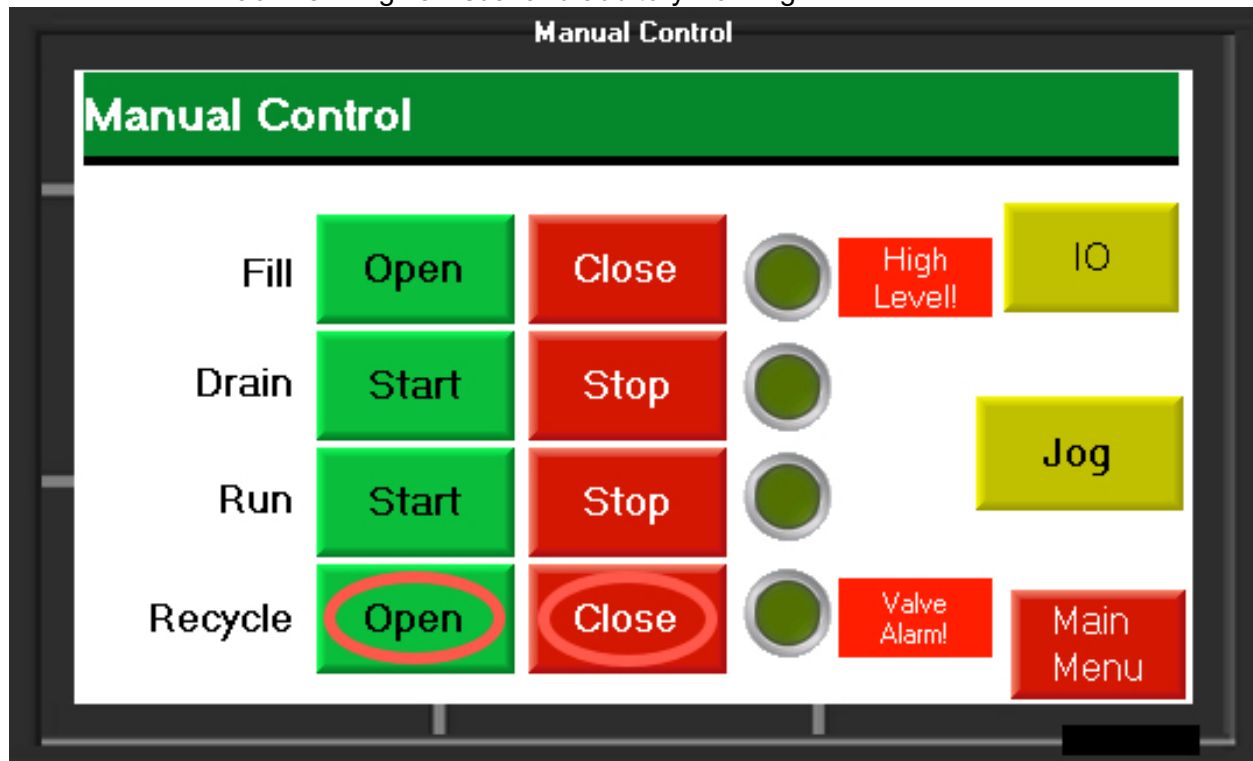 Manual Control
Manual Control
Fill Open Close High Level! IO
Drain Start Stop
Jog
Run Start Stop
Recycle Open Close Valve Alarm!
Main Menu